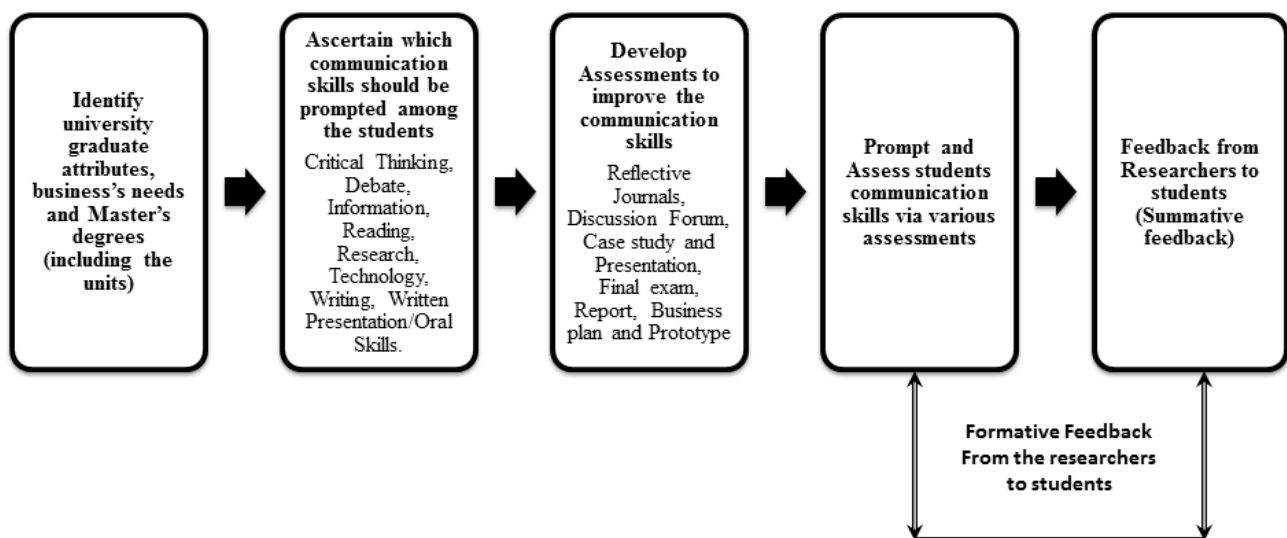 Identify
university
graduate
attributes,
business's needs
and Master's
degrees
(including the
units)
Ascertain which
communication
skills should be
prompted among
the students
Critical Thinking,
Debate,
Information,
Reading,
Research,
Technology,
Writing, Written
Presentation/Oral
Skills.
Develop
Assessments to
improve the
communication
skills
Reflective
Journals,
Discussion Forum,
Case study and
Presentation,
Final exam,
Report, Business
plan and Prototype
Prompt and
Assess students
communication
skills via various
assessments
Feedback from
Researchers to
students
(Summative
feedback)
Formative Feedback
From the researchers
to students